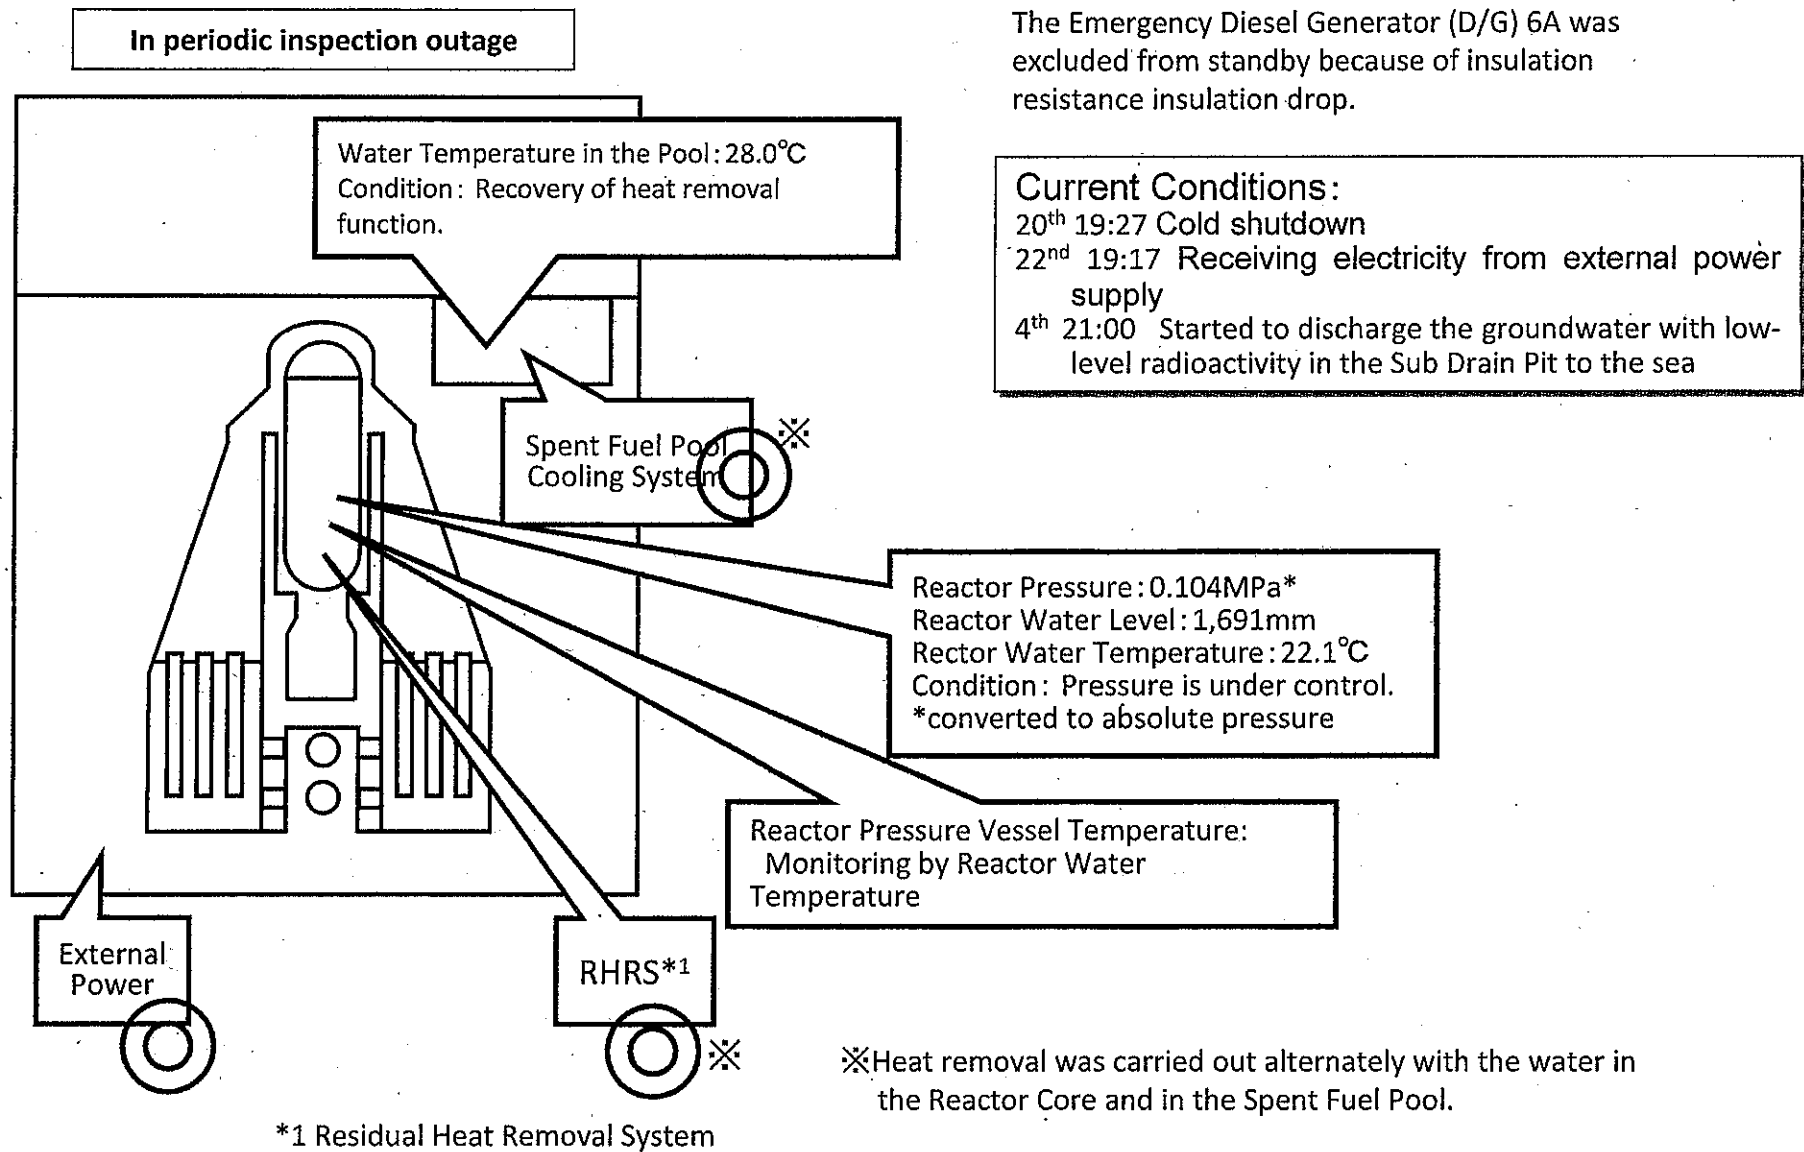 In periodic inspection outage
The Emergency Diesel Generator (D/G) 6A was
excluded from standby because of insulation
resistance insulation drop.
Water Temperature in the Pool: 28.0℃
Condition: Recovery of heat removal
function.
Current Conditions:
20th 19:27 Cold shutdown
22nd 19:17 Receiving electricity from external power
supply
4th 21:00 Started to discharge the groundwater with low-
level radioactivity in the Sub Drain Pit to the sea
Spent Fuel Pool
Cooling System
※
Reactor Pressure: 0.104MPa*
Reactor Water Level: 1,691mm
Rector Water Temperature: 22.1℃
Condition: Pressure is under control.
*converted to absolute pressure
Reactor Pressure Vessel Temperature:
Monitoring by Reactor Water
Temperature
External
Power
RHRS*1
※
※Heat removal was carried out alternately with the water in
the Reactor Core and in the Spent Fuel Pool.
*1 Residual Heat Removal System